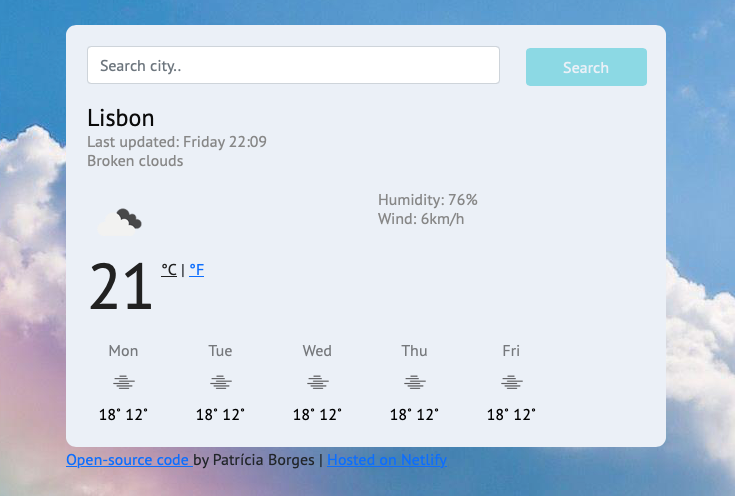 Search city..
Search
Lisbon
Last updated: Friday 22:09
Broken clouds
Humidity: 76%
Wind: 6km/h
21 °C | °F
Mon Tue Wed Thu Fri
18° 12° 18° 12° 18° 12° 18° 12° 18° 12°
Open-source code by Patrícia Borges | Hosted on Netlify